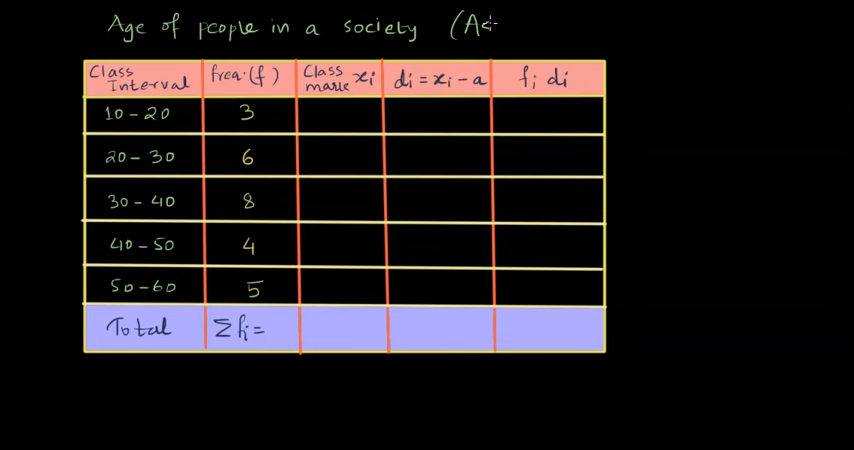 Age of people in a society (As
Class Interval freq.(f) Class mark xi di = xi - a fi di
10 - 20 3
20 - 30 6
30 - 40 8
40 - 50 4
50 - 60 5
Total Σfi =